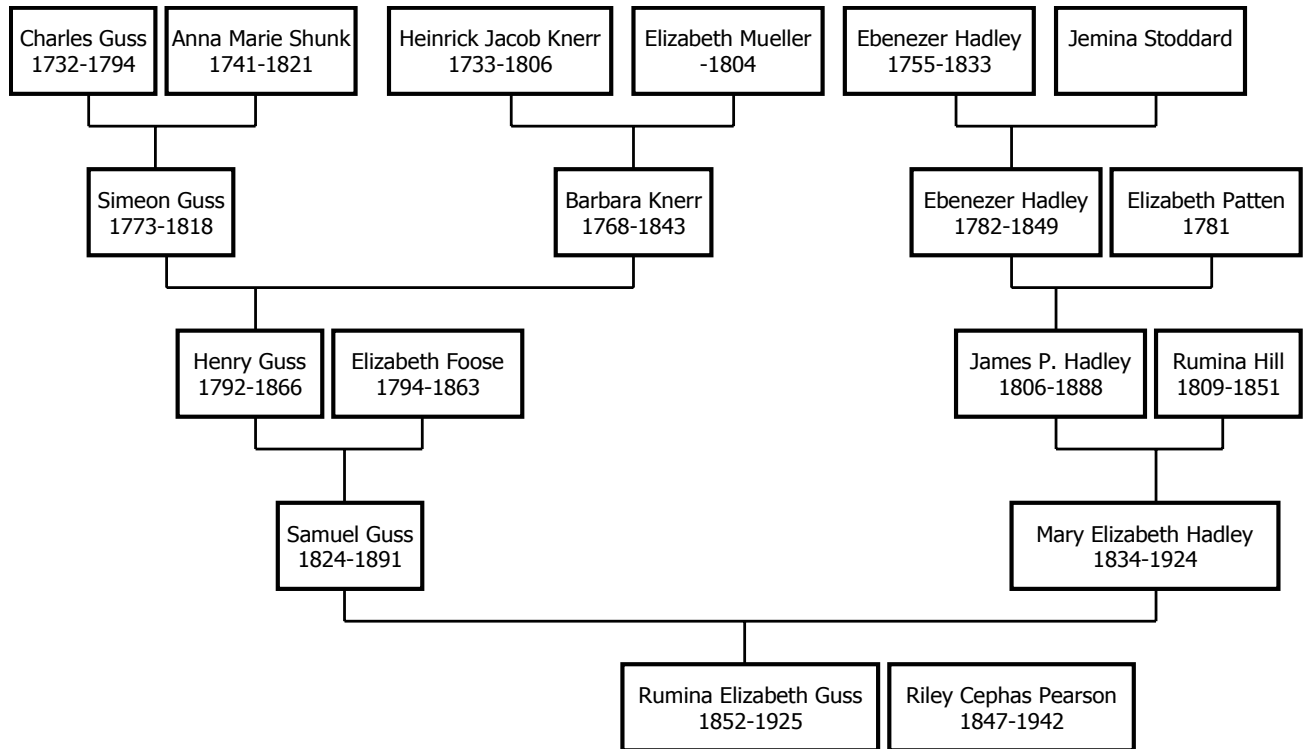 Charles Guss
1732-1794
Anna Marie Shunk
1741-1821
Heinrick Jacob Knerr
1733-1806
Elizabeth Mueller
-1804
Ebenezer Hadley
1755-1833
Jemina Stoddard
Simeon Guss
1773-1818
Barbara Knerr
1768-1843
Ebenezer Hadley
1782-1849
Elizabeth Patten
1781
Henry Guss
1792-1866
Elizabeth Foose
1794-1863
James P. Hadley
1806-1888
Rumina Hill
1809-1851
Samuel Guss
1824-1891
Mary Elizabeth Hadley
1834-1924
Rumina Elizabeth Guss
1852-1925
Riley Cephas Pearson
1847-1942